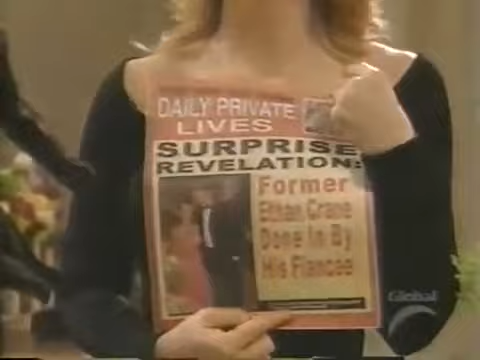 DAILY PRIVATE
LIVES
SURPRISE
REVELATION:
Former
Ethan Crane
Done In By
His Fiancee
Global